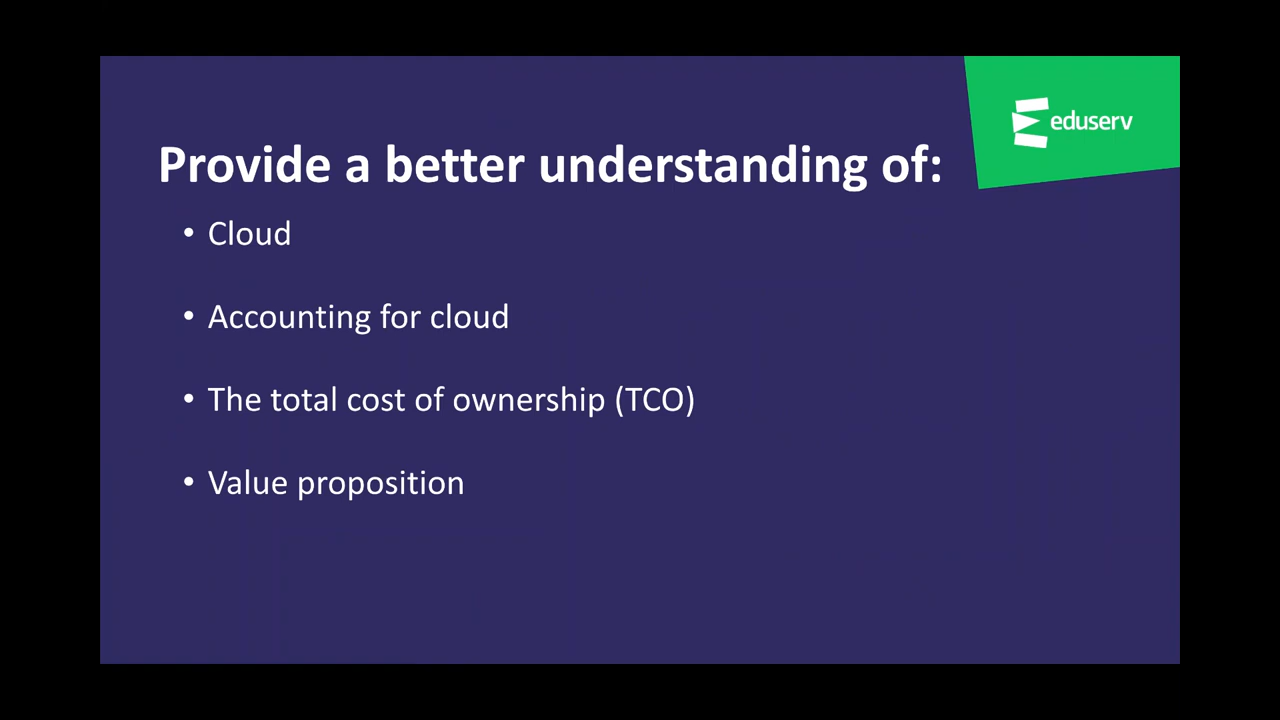 eduserv
Provide a better understanding of:
• Cloud
• Accounting for cloud
• The total cost of ownership (TCO)
• Value proposition